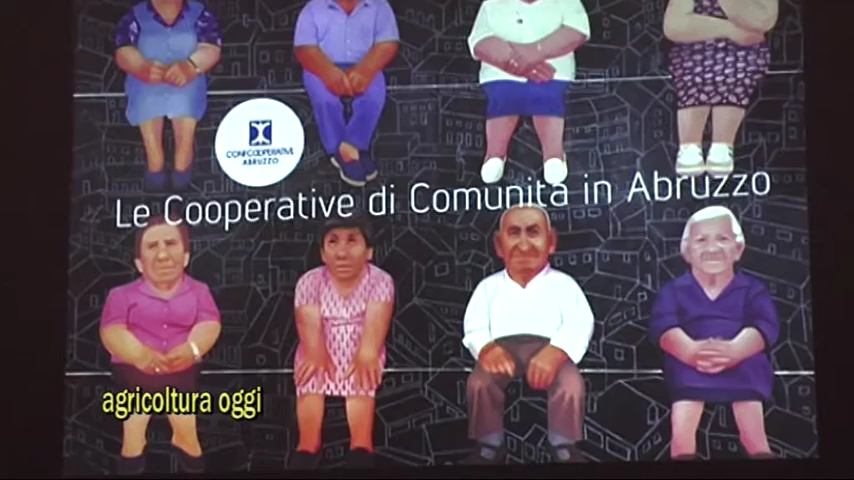 CONFCOOPERATIVE
ABRUZZO
Le Cooperative di Comunità in Abruzzo
agricoltura oggi